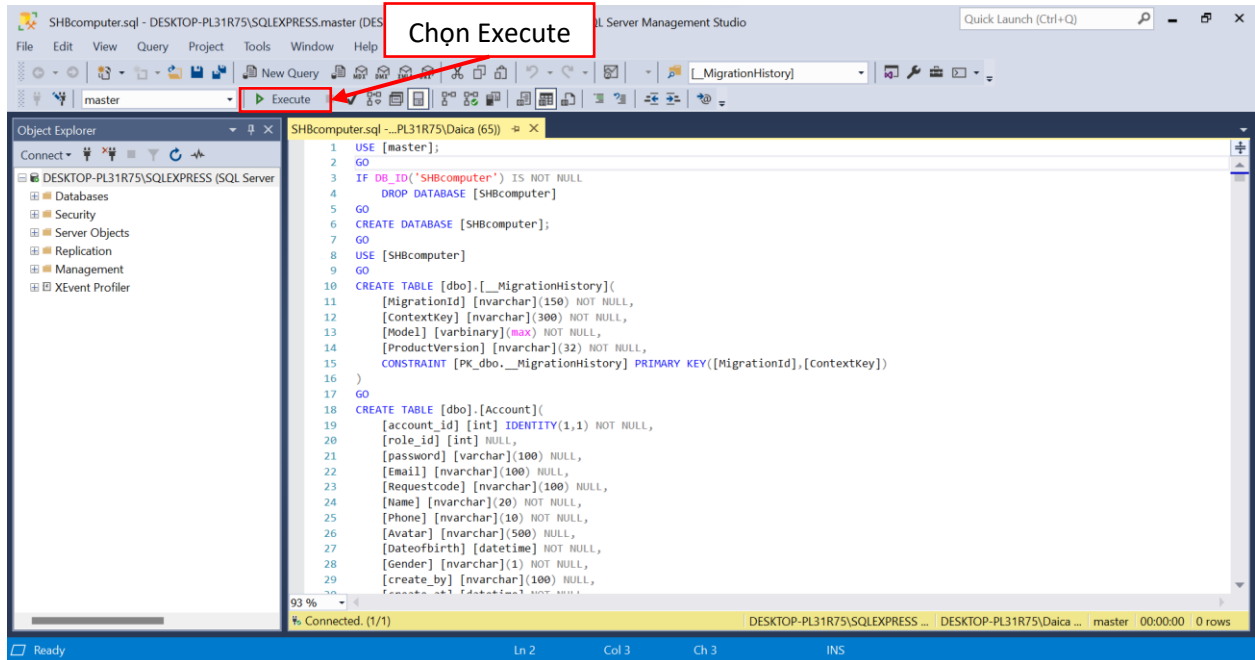 SHBcomputer.sql - DESKTOP-PL31R75\SQLEXPRESS.master (DES
L Server Management Studio
Quick Launch (Ctrl+Q)
Chọn Execute
File Edit View Query Project Tools Window Help
New Query MDX DMX XMLA DAX [_MigrationHistory]
master Execute
Object Explorer
SHBcomputer.sql -...PL31R75\Daica (65))
Connect
DESKTOP-PL31R75\SQLEXPRESS (SQL Server
Databases
Security
Server Objects
Replication
Management
XEvent Profiler
1 USE [master];
2 GO
3 IF DB_ID('SHBcomputer') IS NOT NULL
4 DROP DATABASE [SHBcomputer]
5 GO
6 CREATE DATABASE [SHBcomputer];
7 GO
8 USE [SHBcomputer]
9 GO
10 CREATE TABLE [dbo].[__MigrationHistory](
11 [MigrationId] [nvarchar](150) NOT NULL,
12 [ContextKey] [nvarchar](300) NOT NULL,
13 [Model] [varbinary](max) NOT NULL,
14 [ProductVersion] [nvarchar](32) NOT NULL,
15 CONSTRAINT [PK_dbo.__MigrationHistory] PRIMARY KEY([MigrationId],[ContextKey])
16 )
17 GO
18 CREATE TABLE [dbo].[Account](
19 [account_id] [int] IDENTITY(1,1) NOT NULL,
20 [role_id] [int] NULL,
21 [password] [varchar](100) NULL,
22 [Email] [nvarchar](100) NULL,
23 [Requestcode] [nvarchar](100) NULL,
24 [Name] [nvarchar](20) NOT NULL,
25 [Phone] [nvarchar](10) NOT NULL,
26 [Avatar] [nvarchar](500) NULL,
27 [Dateofbirth] [datetime] NOT NULL,
28 [Gender] [nvarchar](1) NOT NULL,
29 [create_by] [nvarchar](100) NULL,
30 [create_at] [datetime] NOT NULL
93 %
Connected. (1/1)
DESKTOP-PL31R75\SQLEXPRESS ... DESKTOP-PL31R75\Daica ... master 00:00:00 0 rows
Ready Ln 2 Col 3 Ch 3 INS